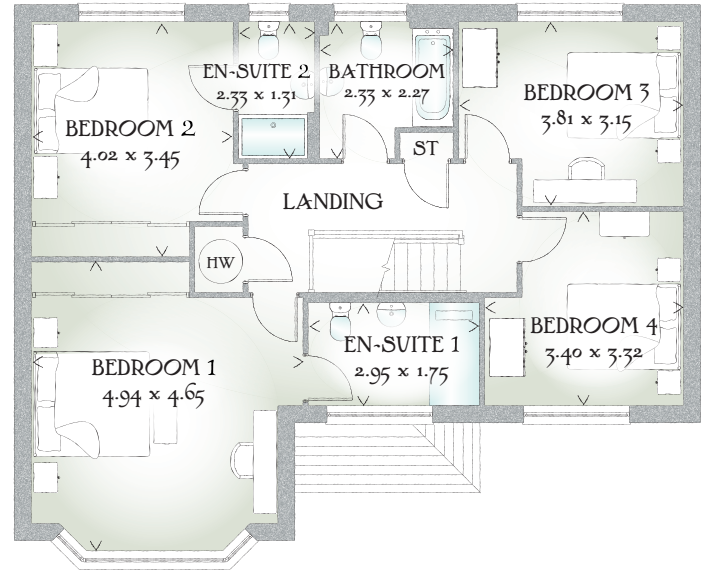 EN-SUITE 2
2.33 x 1.31
BATHROOM
2.33 x 2.27
BEDROOM 3
3.81 x 3.15
BEDROOM 2
4.02 x 3.45
ST
LANDING
HW
BEDROOM 4
3.40 x 3.32
EN-SUITE 1
2.95 x 1.75
BEDROOM 1
4.94 x 4.65